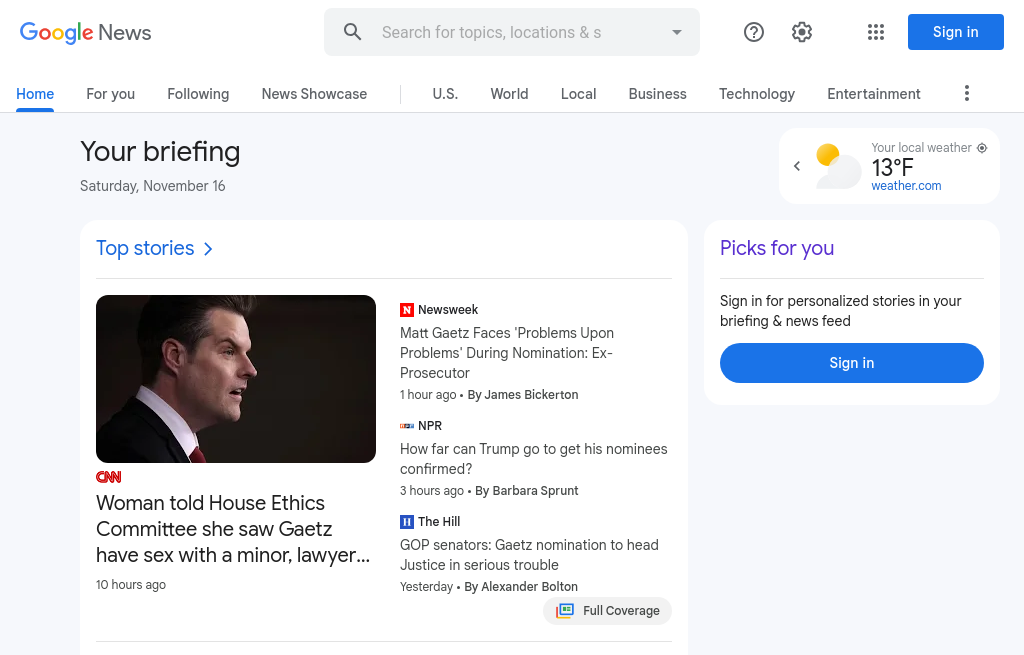 Google News
Search for topics, locations & s
Sign in
Home
For you
Following
News Showcase
U.S.
World
Local
Business
Technology
Entertainment
Your briefing
Saturday, November 16
Your local weather
13°F
weather.com
Top stories
CNN
Woman told House Ethics
Committee she saw Gaetz
have sex with a minor, lawyer...
10 hours ago
Newsweek
Matt Gaetz Faces 'Problems Upon
Problems' During Nomination: Ex-
Prosecutor
1 hour ago • By James Bickerton
NPR
How far can Trump go to get his nominees
confirmed?
3 hours ago • By Barbara Sprunt
The Hill
GOP senators: Gaetz nomination to head
Justice in serious trouble
Yesterday • By Alexander Bolton
Full Coverage
Picks for you
Sign in for personalized stories in your
briefing & news feed
Sign in